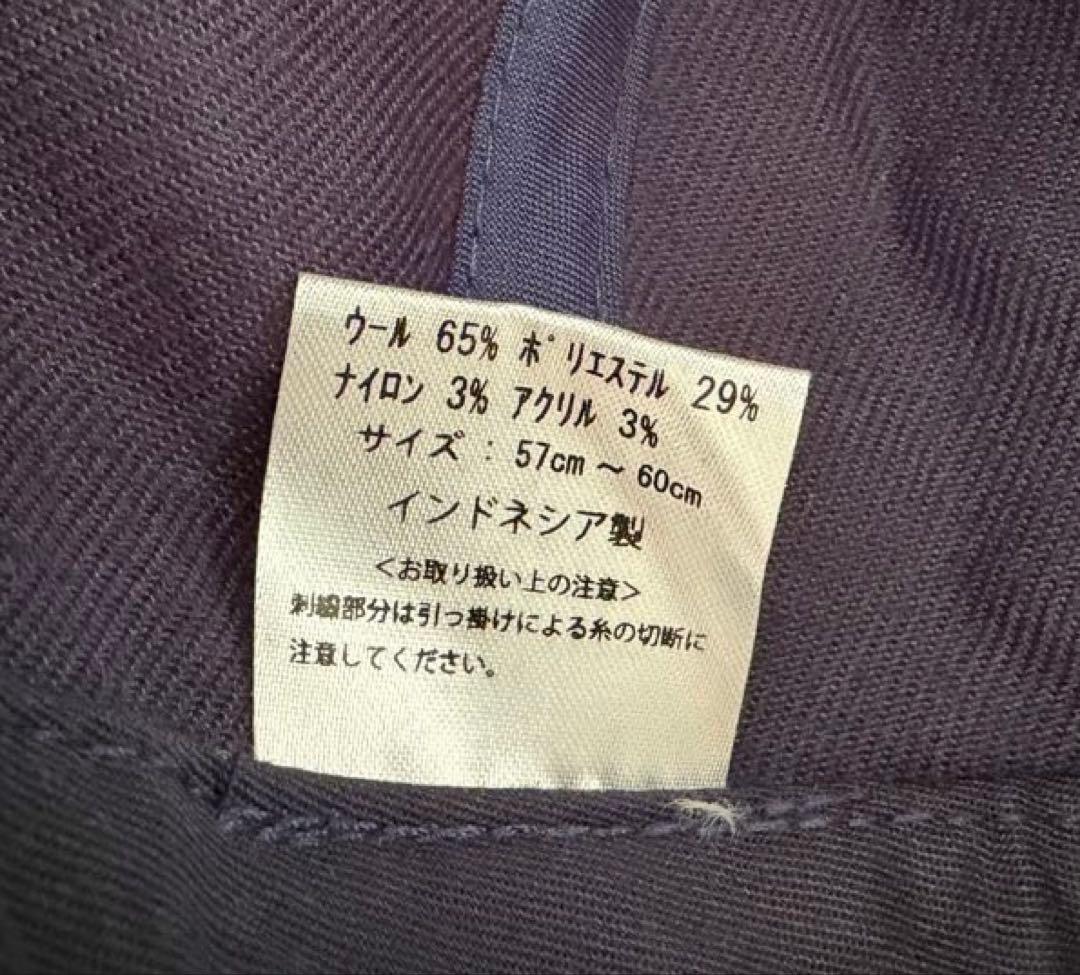 ウール 65% ポリエステル 29%
ナイロン 3% アクリル 3%
サイズ：57cm～60cm
インドネシア製
＜お取り扱い上の注意＞
刺繍部分は引っ掛けによる糸の切断に
注意してください。